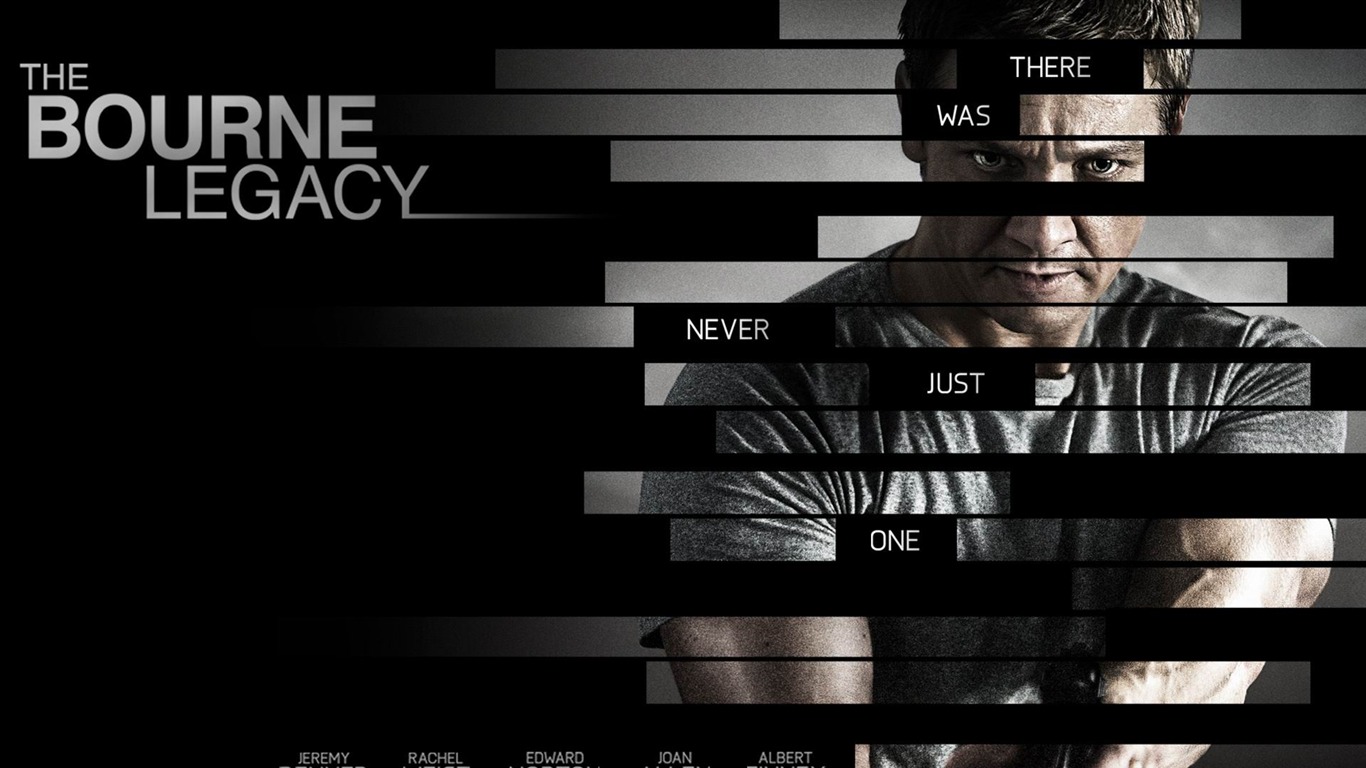 THE
BOURNE
LEGACY
THERE
WAS
NEVER
JUST
ONE
JEREMY RACHEL EDWARD JOAN ALBERT